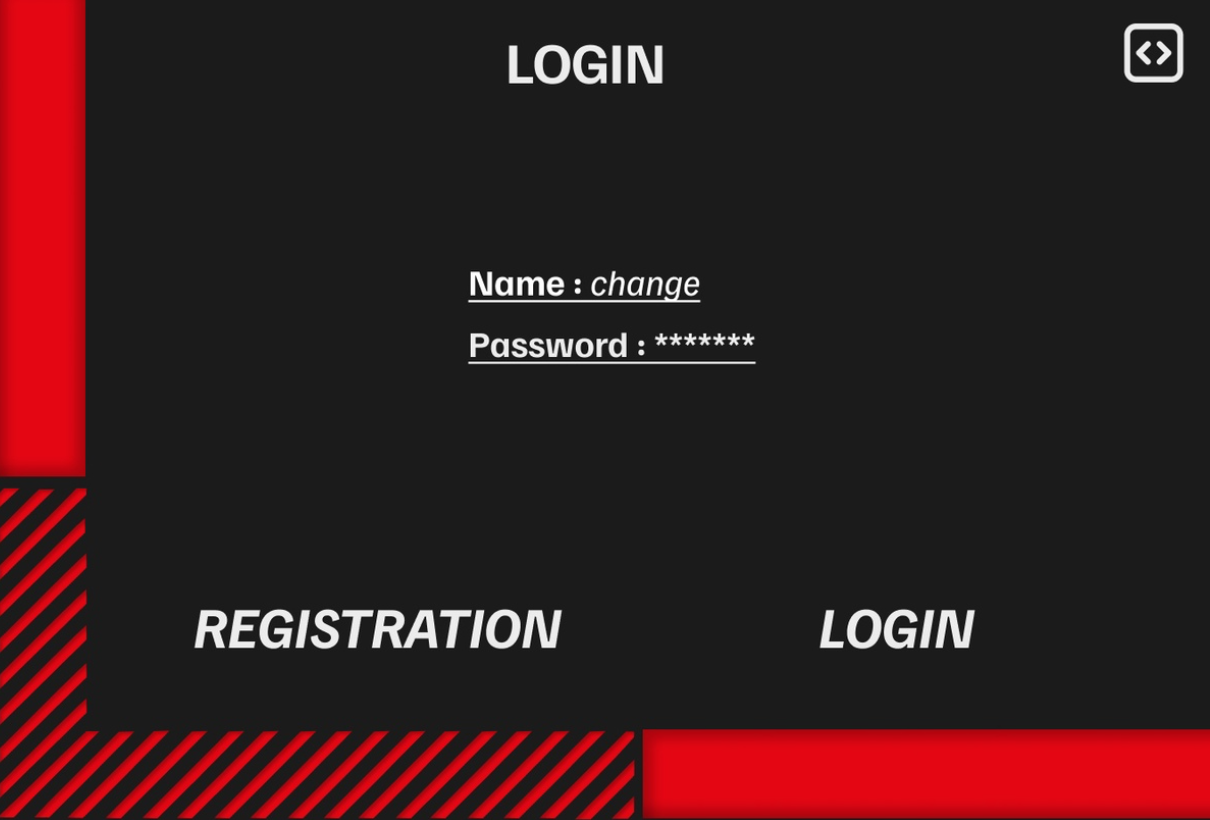 LOGIN
Name : change
Password : *******
REGISTRATION
LOGIN